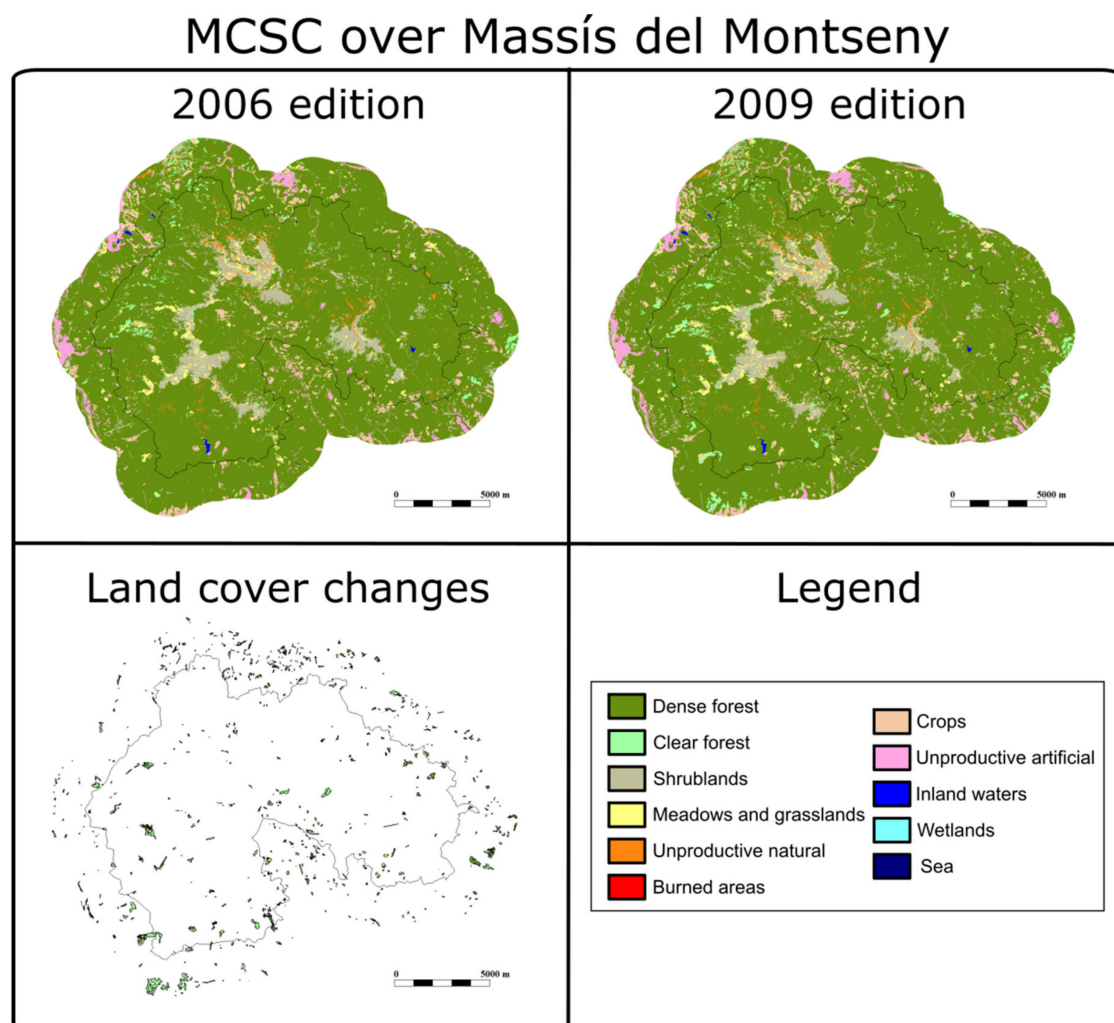 MCSC over Massís del Montseny
2006 edition
2009 edition
0 5000 m
0 5000 m
Land cover changes
Legend
0 5000 m
Dense forest
Clear forest
Shrublands
Meadows and grasslands
Unproductive natural
Burned areas
Crops
Unproductive artificial
Inland waters
Wetlands
Sea